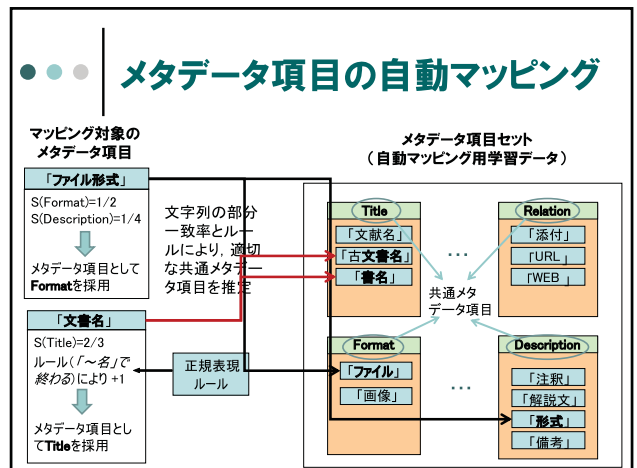 メタデータ項目の自動マッピング
マッピング対象の
メタデータ項目
「ファイル形式」
S(Format)=1/2
S(Description)=1/4
メタデータ項目として
Formatを採用
「文書名」
S(Title)=2/3
ルール(「～名」で
終わる)により +1
メタデータ項目とし
てTitleを採用
文字列の部分
一致率とルー
ルにより, 適切
な共通メタデー
タ項目を推定
正規表現
ルール
メタデータ項目セット
(自動マッピング用学習データ)
Title
「文献名」
「古文書名」
「書名」
Relation
「添付」
「URL」
「WEB 」
...
共通メタ
データ項目
Format
「ファイル」
「画像」
...
Description
「注釈」
「解説文」
「形式」
「備考」